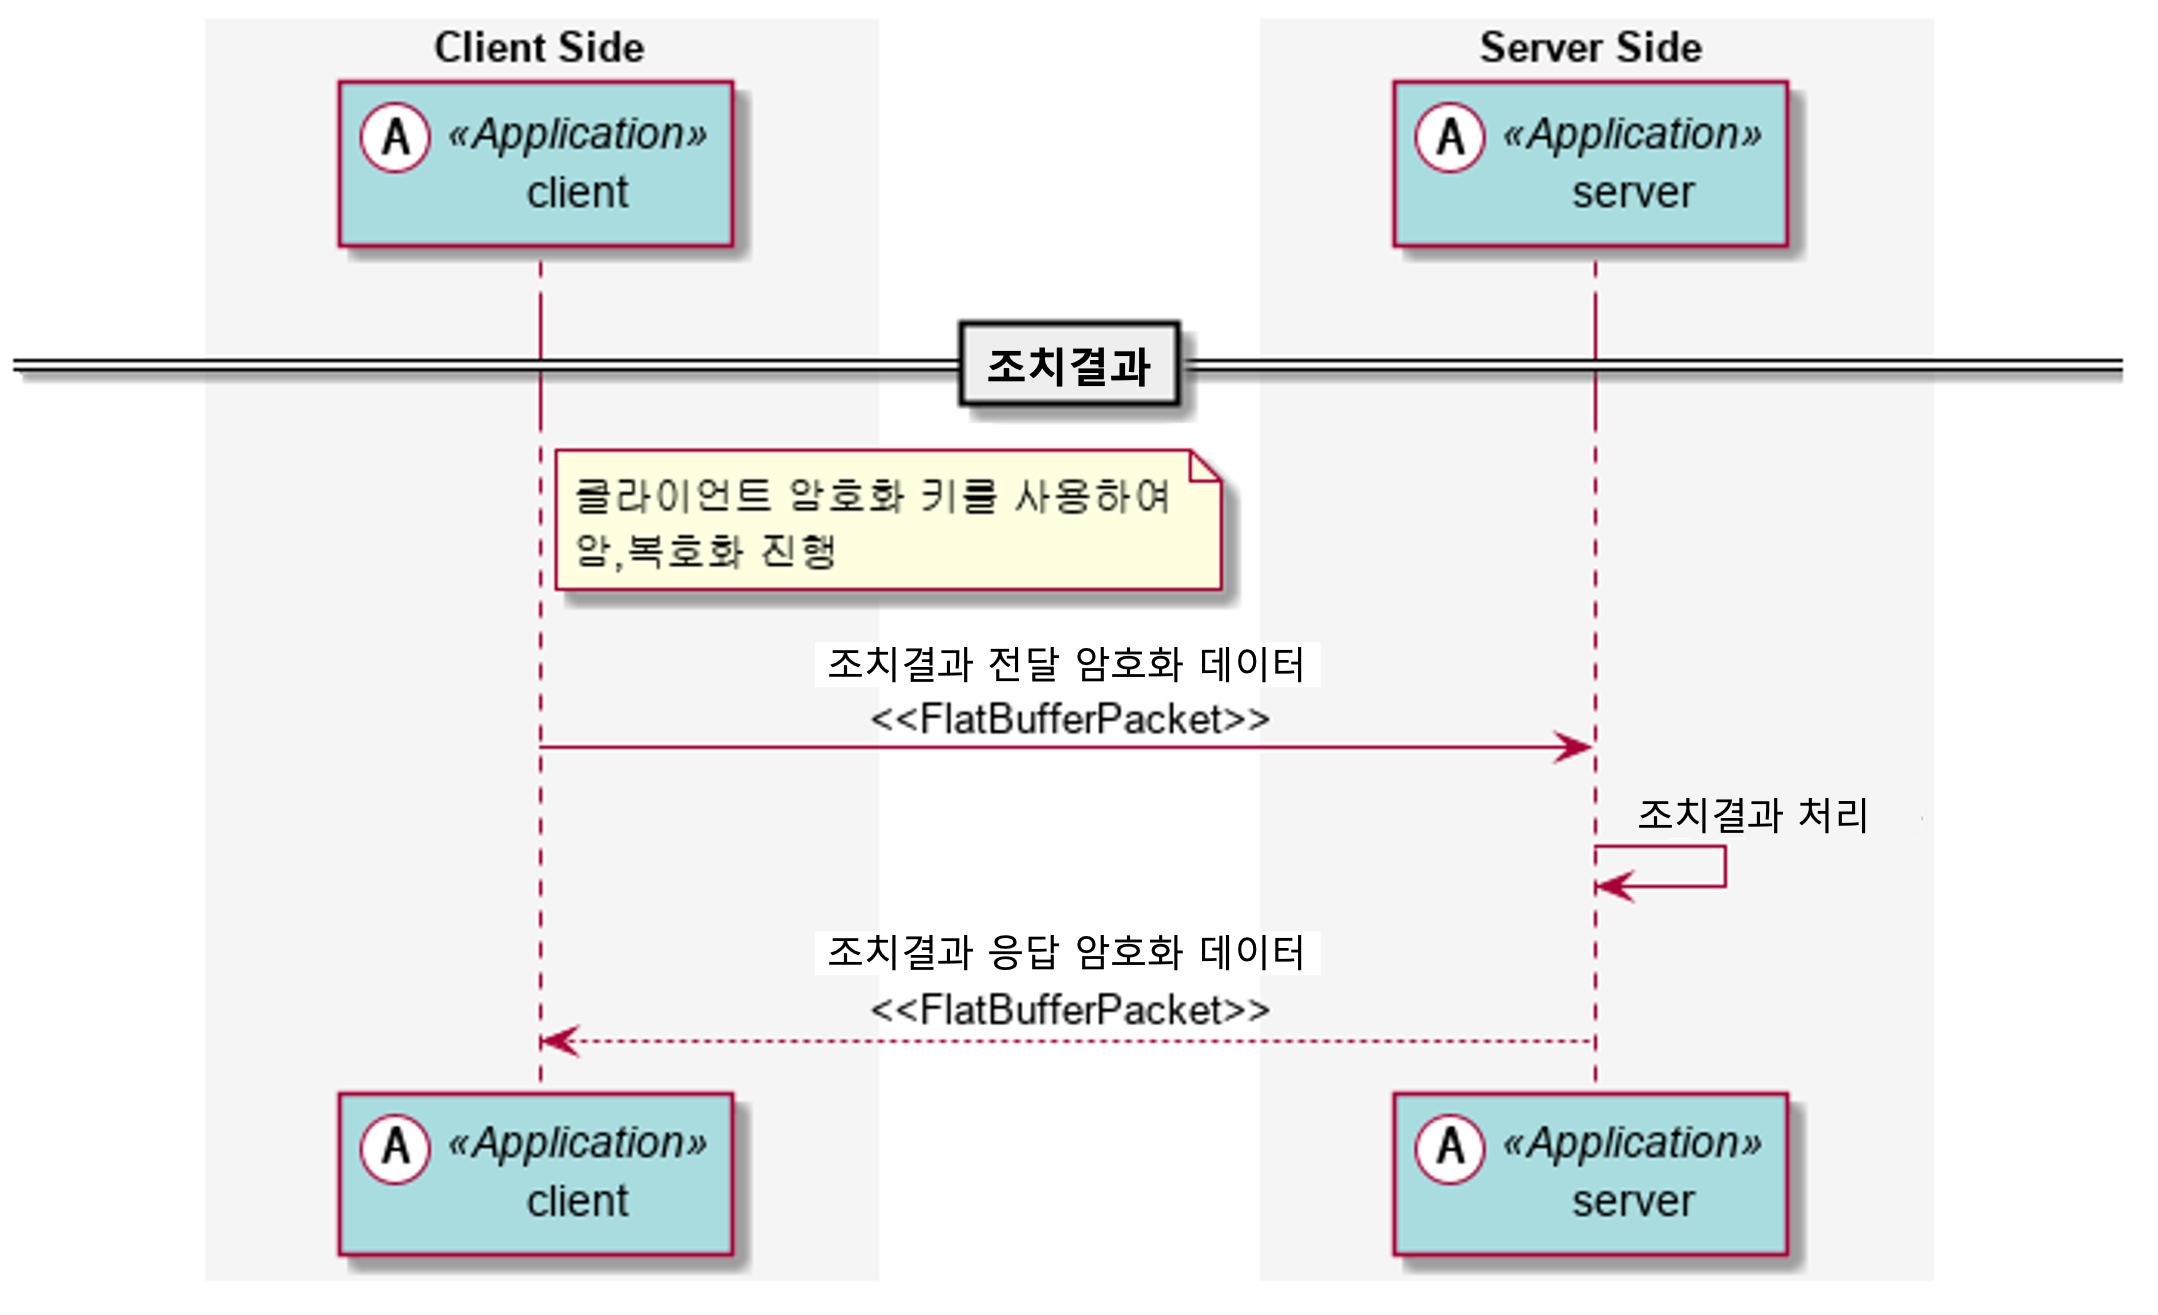 Client Side
Server Side
A «Application»
client
A «Application»
server
조치결과
클라이언트 암호화 키를 사용하여
암,복호화 진행
조치결과 전달 암호화 데이터
<<FlatBufferPacket>>
조치결과 처리
조치결과 응답 암호화 데이터
<<FlatBufferPacket>>
A «Application»
client
A «Application»
server